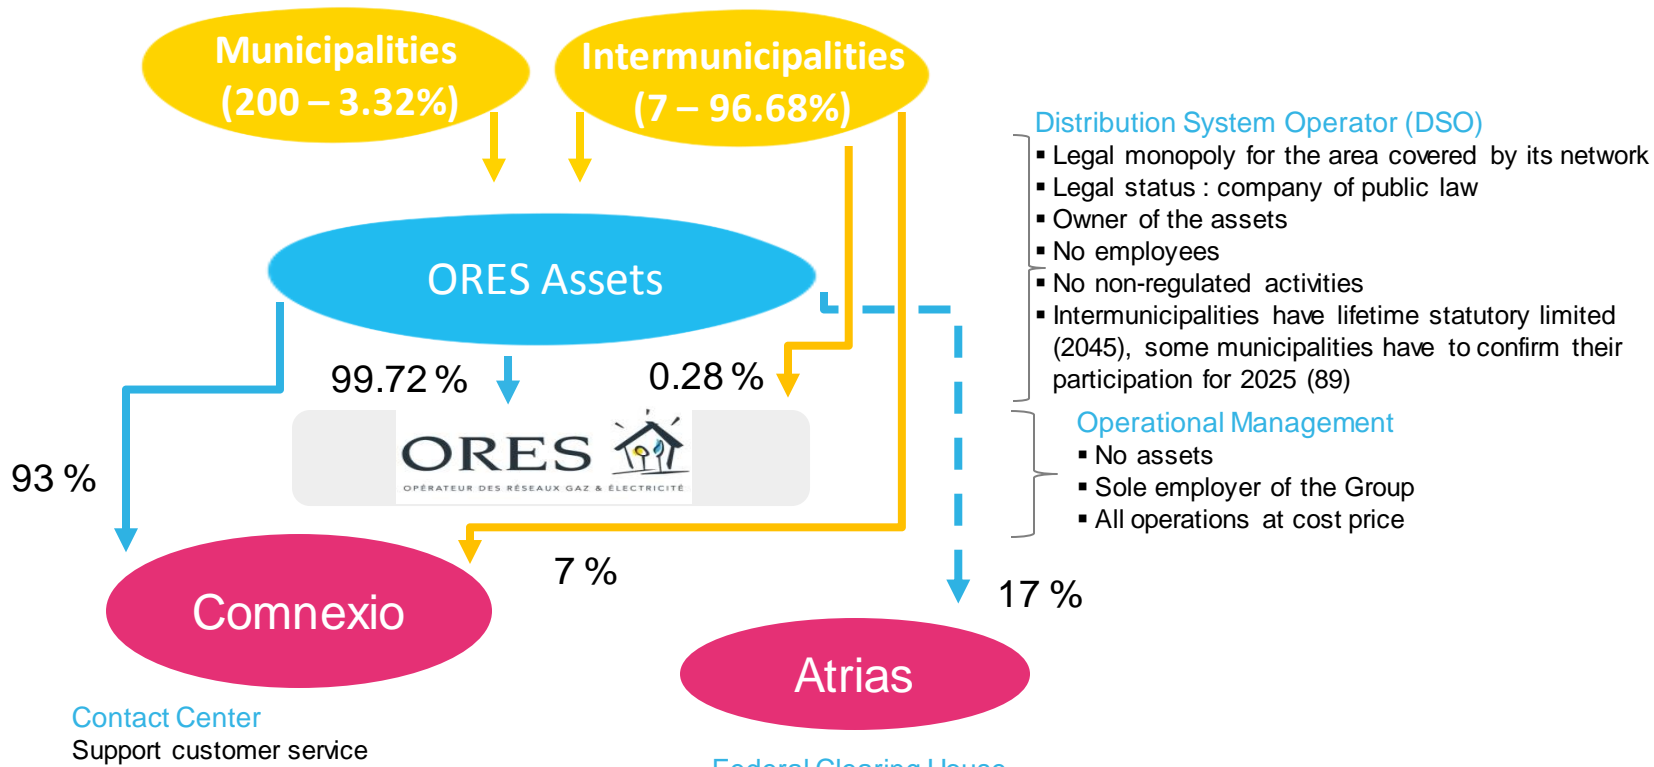 Municipalities
(200 – 3.32%)
Intermunicipalities
(7 – 96.68%)
Distribution System Operator (DSO)
▪ Legal monopoly for the area covered by its network
▪ Legal status : company of public law
▪ Owner of the assets
▪ No employees
▪ No non-regulated activities
▪ Intermunicipalities have lifetime statutory limited
(2045), some municipalities have to confirm their
participation for 2025 (89)
ORES Assets
99.72 %
0.28 %
ORES
OPÉRATEUR DES RÉSEAUX GAZ & ÉLECTRICITÉ
Operational Management
▪ No assets
▪ Sole employer of the Group
▪ All operations at cost price
93 %
7 %
17 %
Comnexio
Atrias
Contact Center
Support customer service
Federal Clearing House